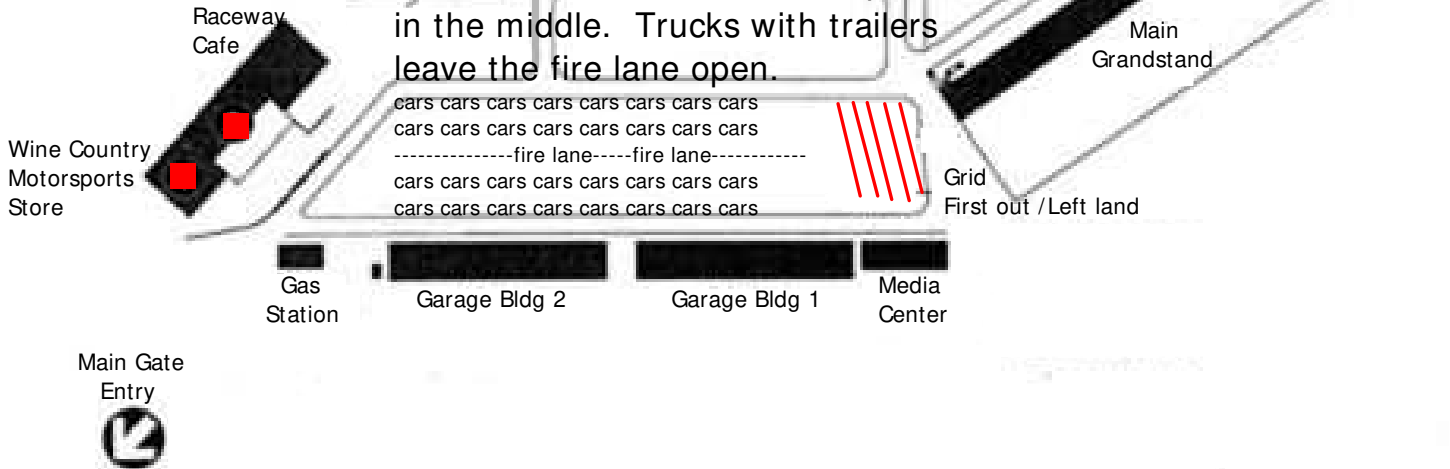 Raceway
Cafe
in the middle. Trucks with trailers
leave the fire lane open.
Main
Grandstand
cars cars cars cars cars cars cars cars
cars cars cars cars cars cars cars cars
---------------fire lane-----fire lane------------
cars cars cars cars cars cars cars cars
cars cars cars cars cars cars cars cars
Wine Country
Motorsports
Store
Grid
First out /Left land
Gas
Station
Garage Bldg 2
Garage Bldg 1
Media
Center
Main Gate
Entry